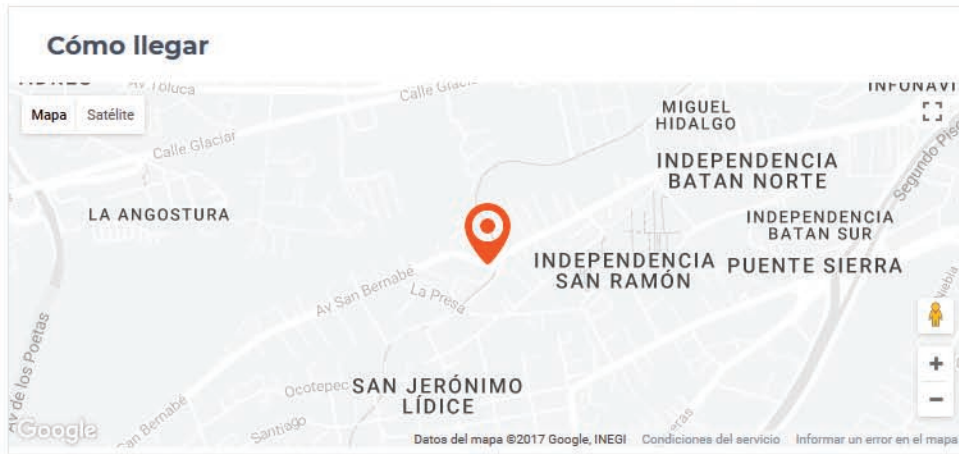 Cómo llegar
Av Toluca
Calle Glaciar
INFONAVI
Mapa
Satélite
MIGUEL
HIDALGO
Calle Glaciar
Segundo Piso
INDEPENDENCIA
BATAN NORTE
LA ANGOSTURA
INDEPENDENCIA
BATAN SUR
INDEPENDENCIA
SAN RAMÓN
PUENTE SIERRA
Av San Bernabé
La Presa
Av de los Poetas
Ocotepec
SAN JERÓNIMO
LÍDICE
San Bernabé
Santiago
Google
Datos del mapa ©2017 Google, INEGI
Condiciones del servicio
Informar un error en el mapa